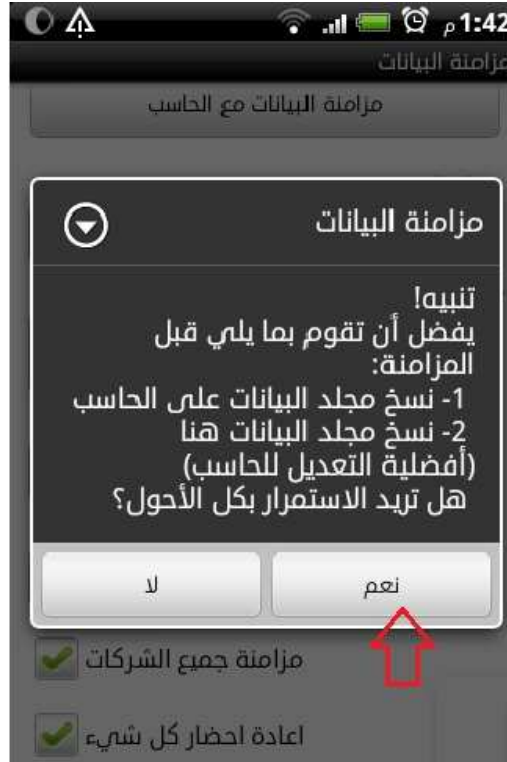 1:42 م
مزامنة البيانات
مزامنة البيانات مع الحاسب
مزامنة البيانات
تنبيه!
يفضل أن تقوم بما يلي قبل
المزامنة:
1- نسخ مجلد البيانات على الحاسب
2- نسخ مجلد البيانات هنا
(أفضلية التعديل للحاسب)
هل تريد الاستمرار بكل الأحول؟
نعم
لا
مزامنة جميع الشركات
اعادة احضار كل شيء